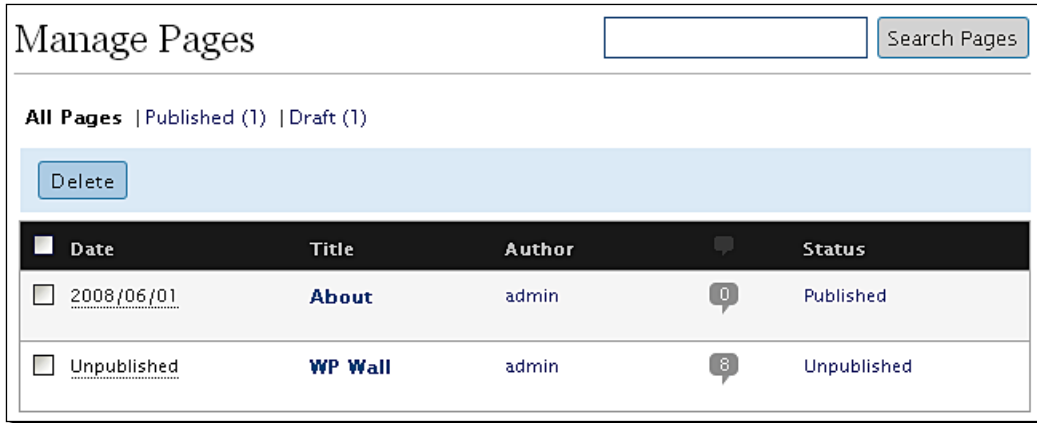 Manage Pages
Search Pages
All Pages | Published (1) | Draft (1)
Delete
Date Title Author Status
2008/06/01 About admin 0 Published
Unpublished WP Wall admin 8 Unpublished